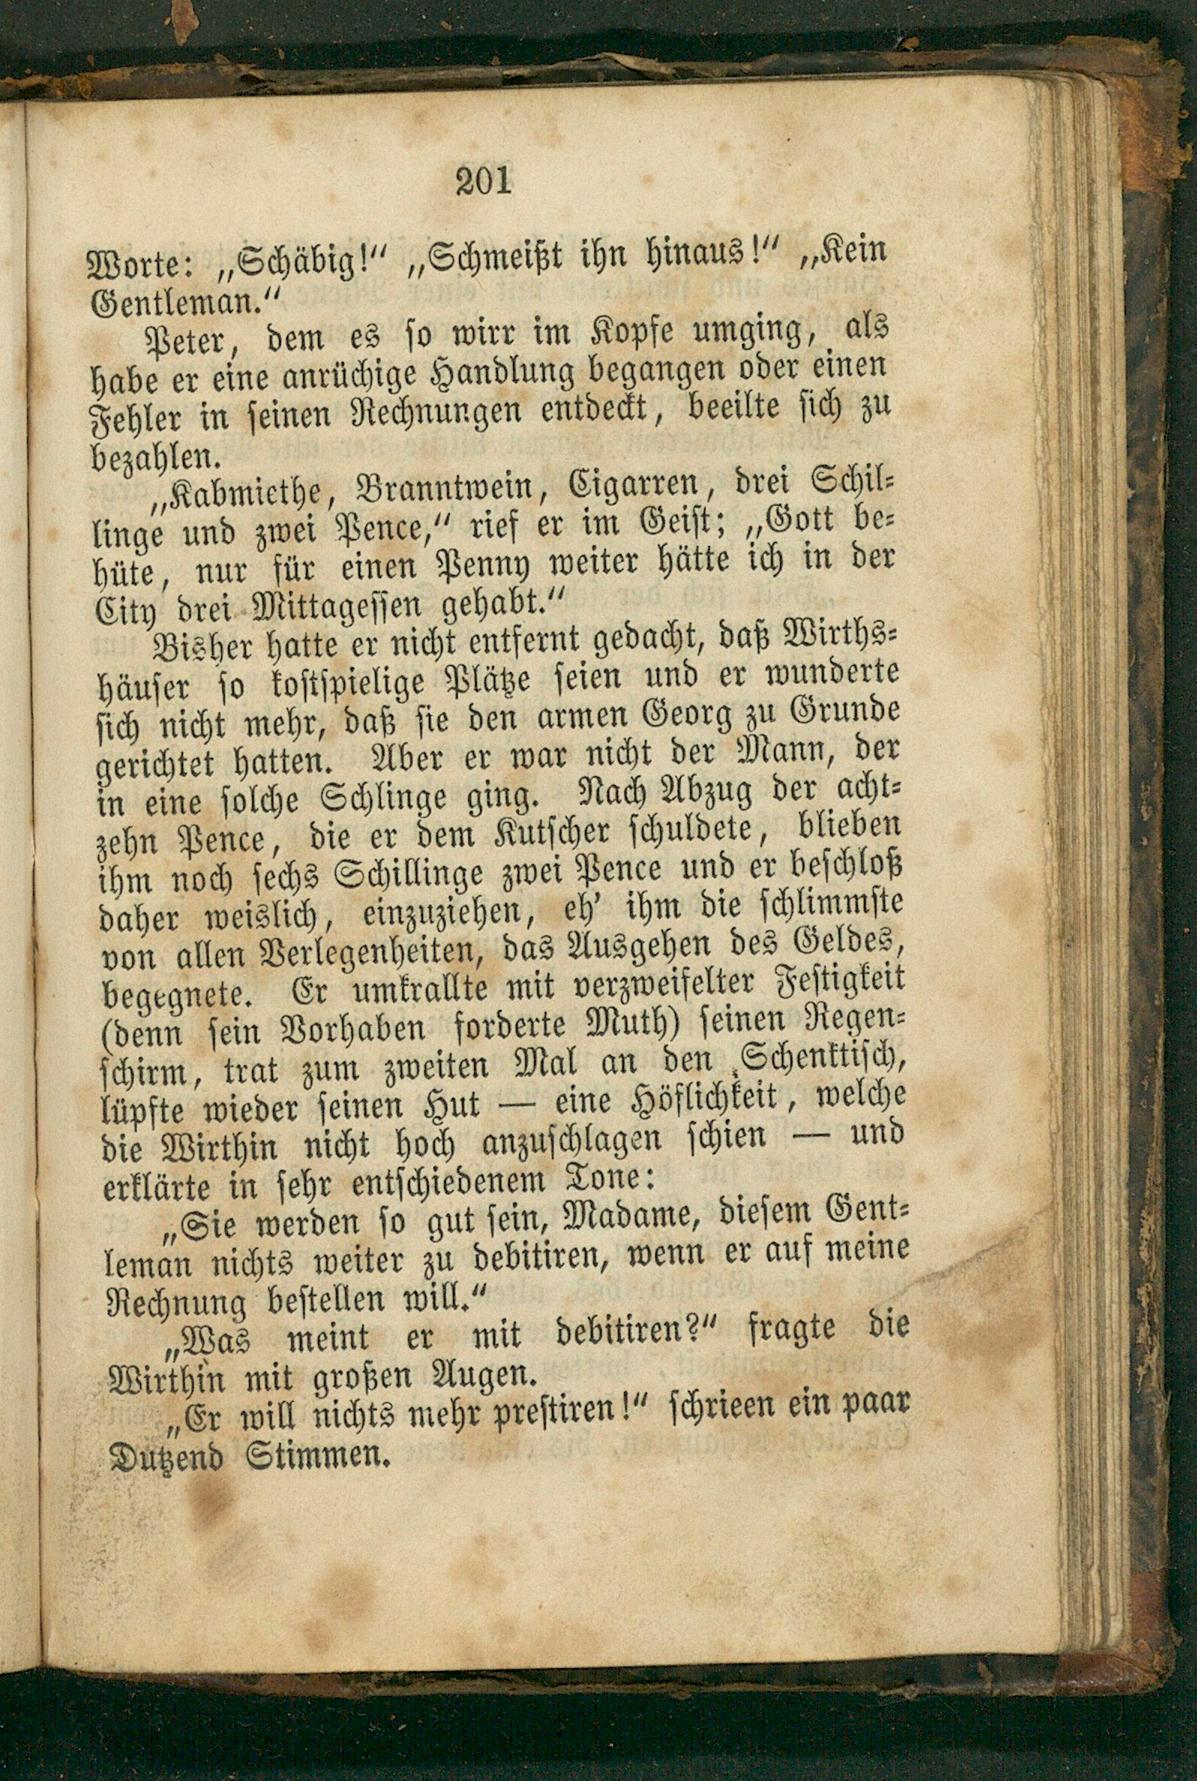 201
Worte: „Schäbig!“ „Schmeißt ihn hinaus!“ „Kein
Gentleman.“
Peter, dem es so wirr im Kopfe umging, als
habe er eine anrüchige Handlung begangen oder einen
Fehler in seinen Rechnungen entdeckt, beeilte sich zu
bezahlen.
„Kabmiethe, Branntwein, Cigarren, drei Schil-
linge und zwei Pence,“ rief er im Geist; „Gott be-
hüte, nur für einen Penny weiter hätte ich in der
City drei Mittagessen gehabt.“
Bisher hatte er nicht entfernt gedacht, daß Wirths-
häuser so kostspielige Plätze seien und er wunderte
sich nicht mehr, daß sie den armen Georg zu Grunde
gerichtet hatten. Aber er war nicht der Mann, der
in eine solche Schlinge ging. Nach Abzug der acht-
zehn Pence, die er dem Kutscher schuldete, blieben
ihm noch sechs Schillinge zwei Pence und er beschloß
daher weislich, einzuziehen, eh’ ihm die schlimmste
von allen Verlegenheiten, das Ausgehen des Geldes,
begegnete. Er umkrallte mit verzweifelter Festigkeit
(denn sein Vorhaben forderte Muth) seinen Regen-
schirm, trat zum zweiten Mal an den Schenktisch,
lüpfte wieder seinen Hut — eine Höflichkeit, welche
die Wirthin nicht hoch anzuschlagen schien — und
erklärte in sehr entschiedenem Tone:
„Sie werden so gut sein, Madame, diesem Gent-
leman nichts weiter zu debitiren, wenn er auf meine
Rechnung bestellen will.“
„Was meint er mit debitiren?“ fragte die
Wirthin mit großen Augen.
„Er will nichts mehr prestiren!“ schrieen ein paar
Dutzend Stimmen.